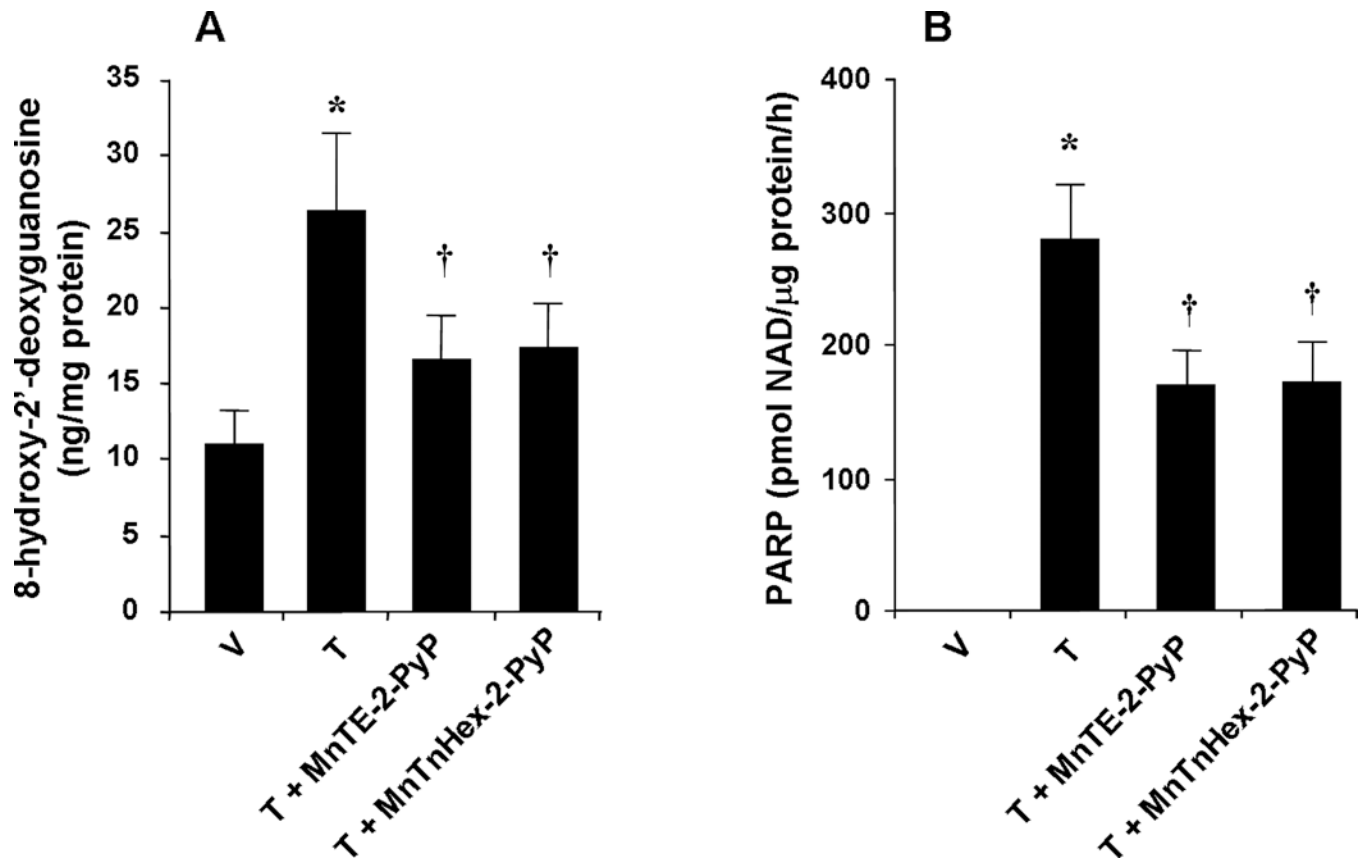 A
8-hydroxy-2'-deoxyguanosine
(ng/mg protein)
35
30
25
20
15
10
5
0
*
†
†
V
T
T + MnTE-2-PyP
T + MnTnHex-2-PyP
B
PARP (pmol NAD/μg protein/h)
400
300
200
100
0
*
†
†
V
T
T + MnTE-2-PyP
T + MnTnHex-2-PyP